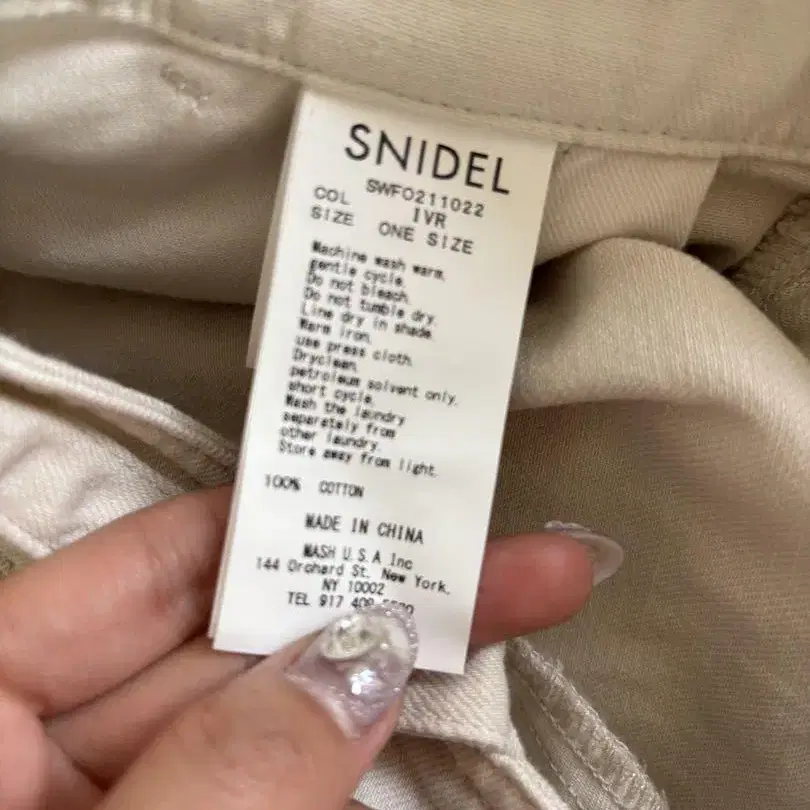 SNIDEL
SWFO211022
COL IVR
SIZE ONE SIZE
Machine wash warm.
gentle cycle.
Do not bleach.
Do not tumble dry.
Line dry in shade.
Warm iron.
use press cloth.
Dryclean.
petroleum solvent only.
short cycle.
Wash the laundry
separately from
other laundry.
Store away from light.
100% COTTON
MADE IN CHINA
MASH U.S.A Inc
144 Orchard St. New York.
NY 10002
TEL 917